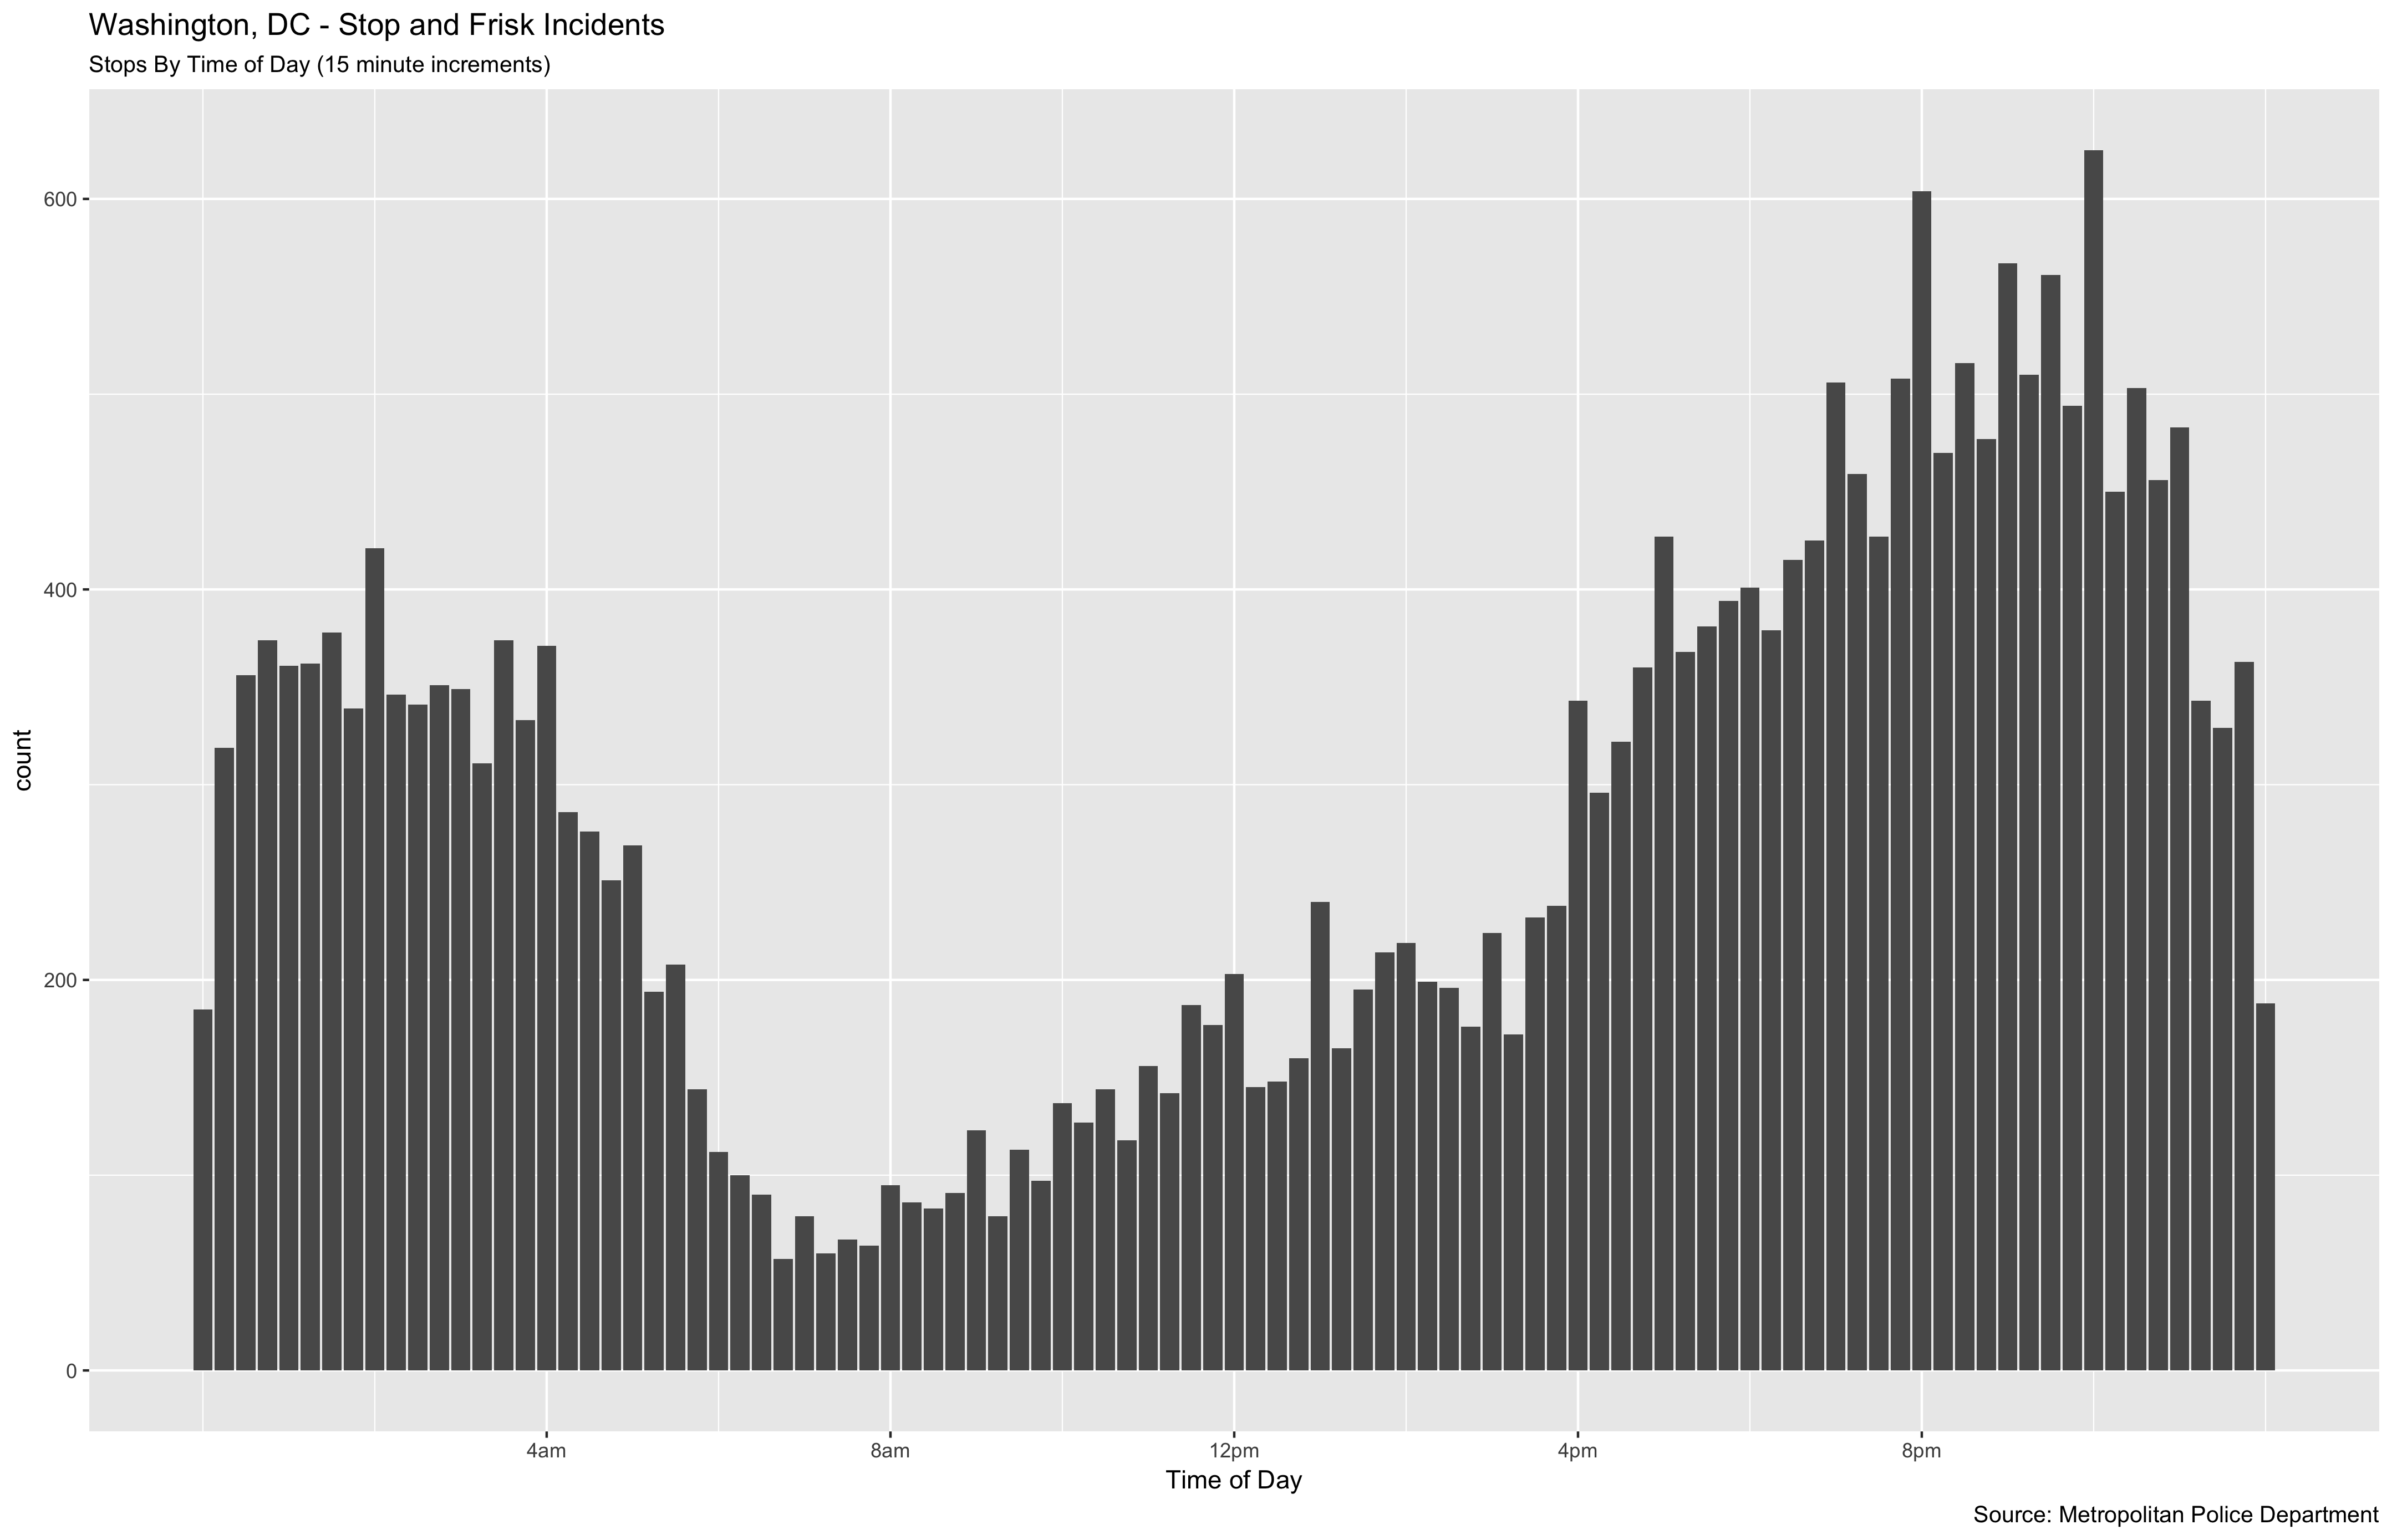 Washington, DC - Stop and Frisk Incidents
Stops By Time of Day (15 minute increments)
600
400
200
0
count
4am 8am 12pm 4pm 8pm
Time of Day
Source: Metropolitan Police Department